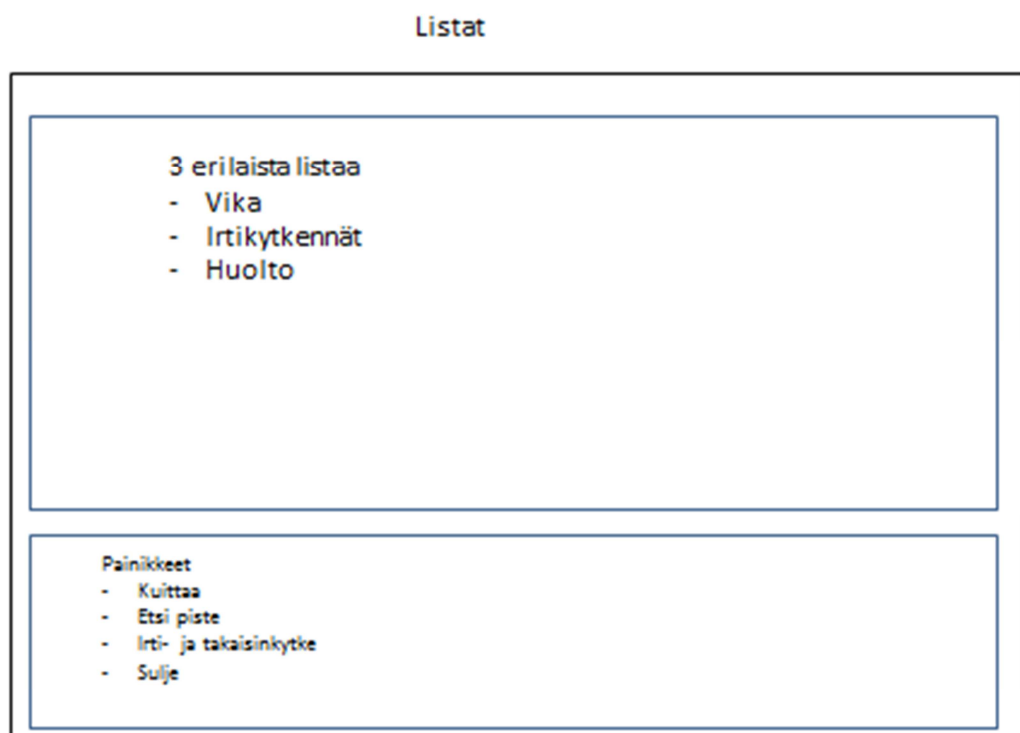 Listat
3 erilaista listaa
- Vika
- Irtikytkennät
- Huolto
Painikkeet
- Kuittaa
- Etsi piste
- Irti- ja takaisinkytke
- Sulje